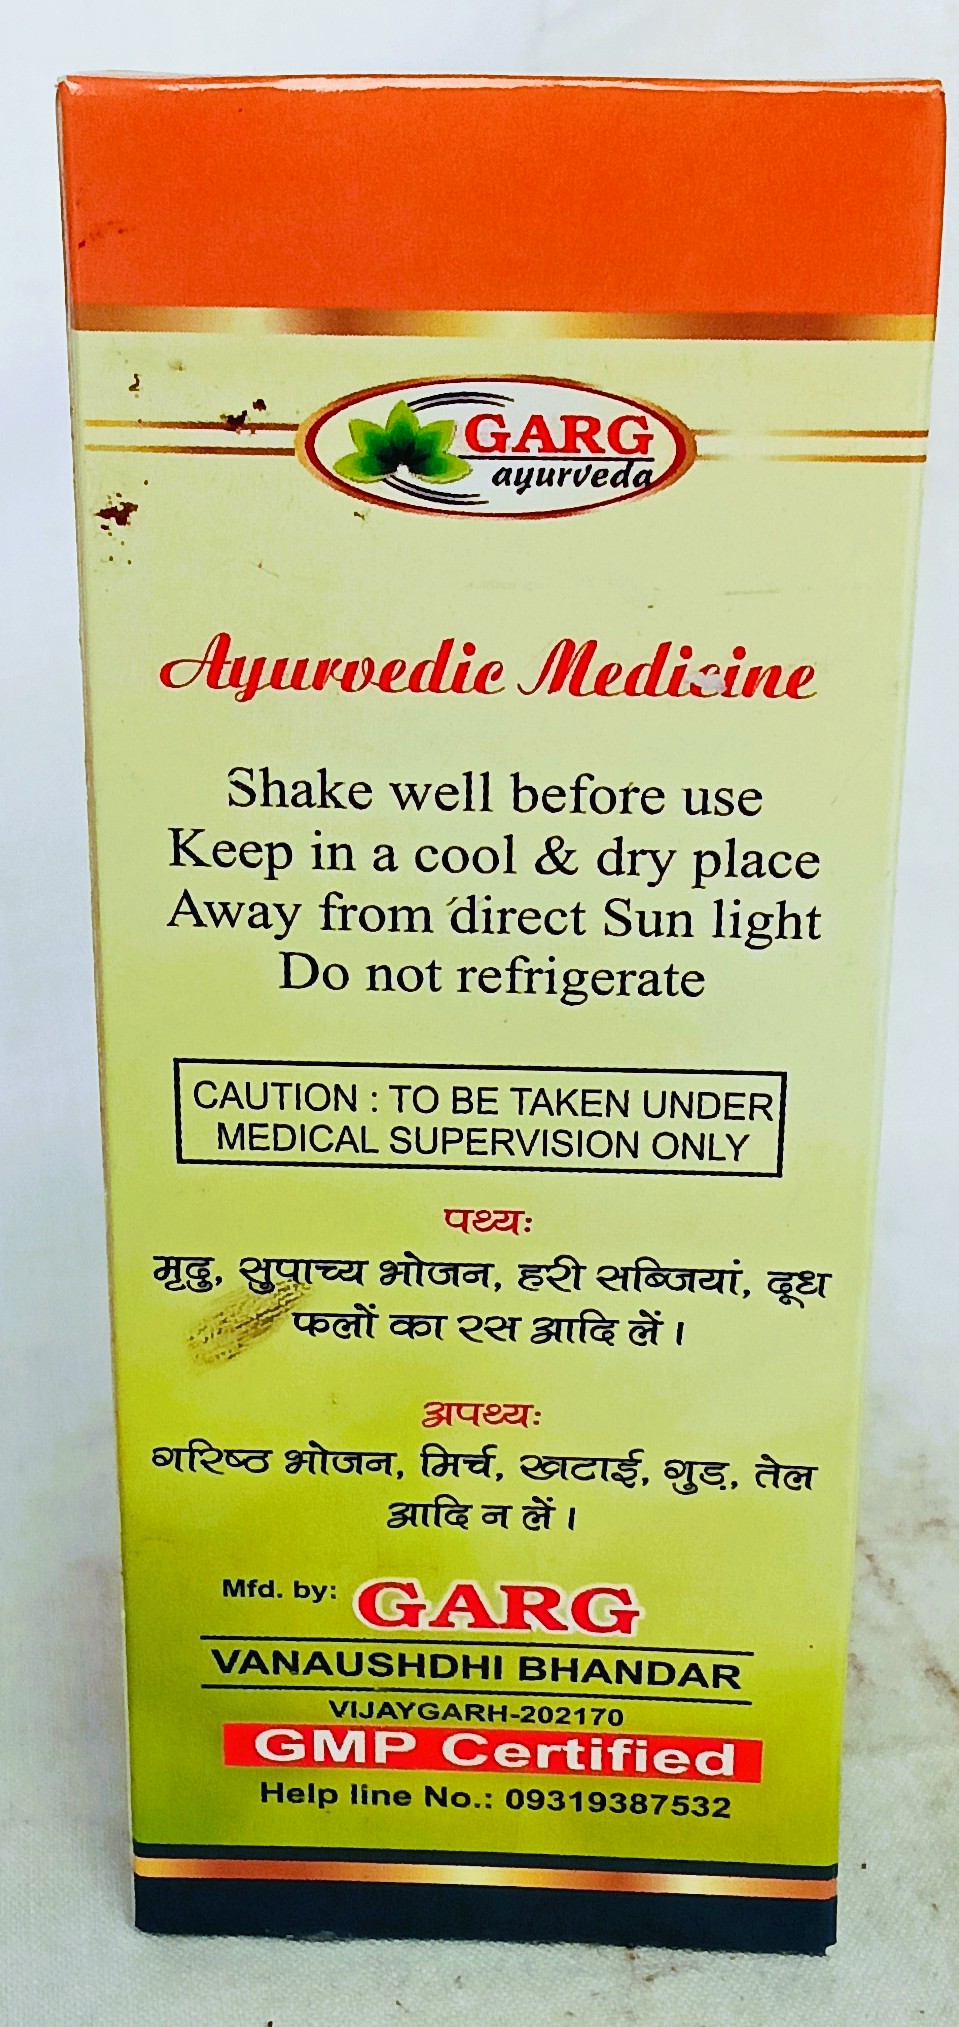 GARG
ayurveda
Ayurvedic Medicine
Shake well before use
Keep in a cool & dry place
Away from direct Sun light
Do not refrigerate
CAUTION : TO BE TAKEN UNDER
MEDICAL SUPERVISION ONLY
पथ्यः
मृदु, सुपाच्य भोजन, हरी सब्जियां, दूध
फलों का रस आदि लें।
अपथ्यः
गरिष्ठ भोजन, मिर्च, खटाई, गुड़, तेल
आदि न लें।
Mfd. by: GARG
VANAUSHDHI BHANDAR
VIJAYGARH-202170
GMP Certified
Help line No.: 09319387532